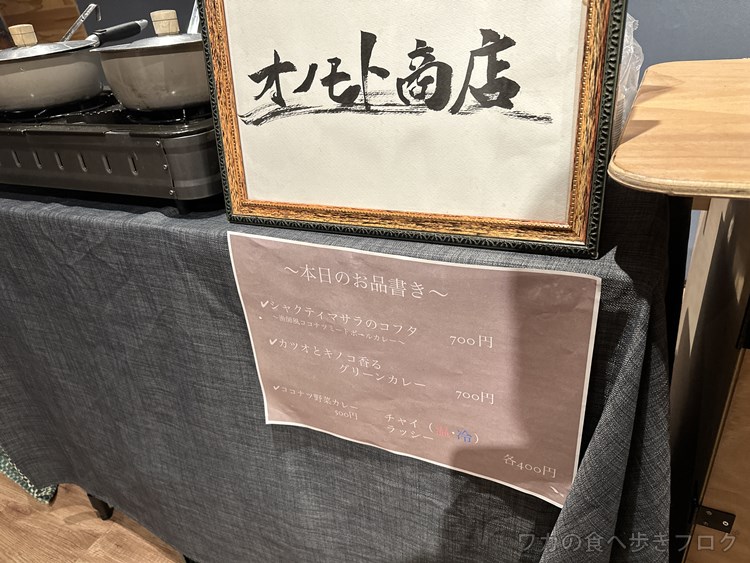 オノモト商店
～本日のお品書き～
✓シャクティマサラのコフタ 700円
✓カツオとキノコ香る
グリーンカレー 700円
✓ココナツ野菜カレー
400円
チャイ（温・冷）
ラッシー
各400円
ワカの食べ歩きブログ